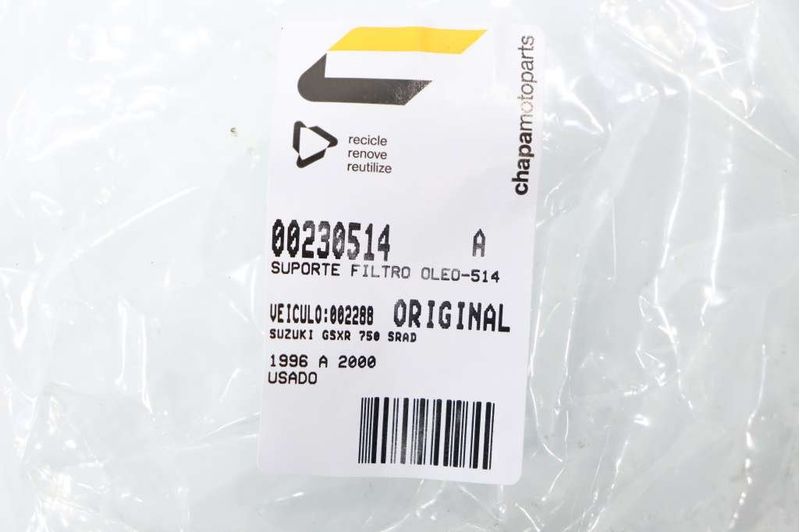 chapamotoparts
recicle
renove
reutilize
00230514 A
SUPORTE FILTRO OLEO-514
VEICULO:002288 ORIGINAL
SUZUKI GSXR 750 SRAD
1996 A 2000
USADO